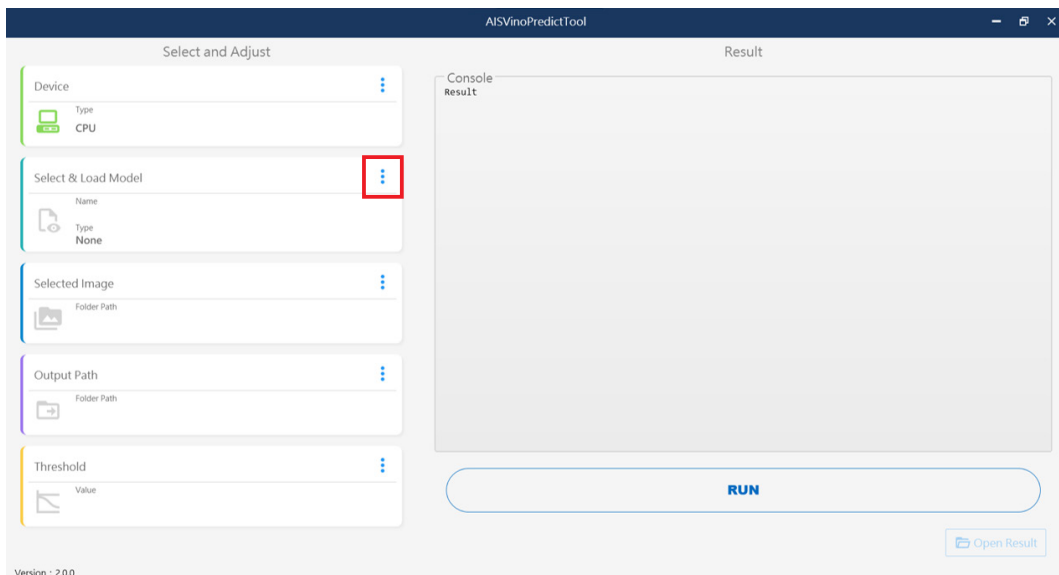 AISVinoPredictTool
Select and Adjust
Device
Type
CPU
Select & Load Model
Name
Type
None
Selected Image
Folder Path
Output Path
Folder Path
Threshold
Value
Version : 2.0.0
Result
Console
Result
RUN
Open Result